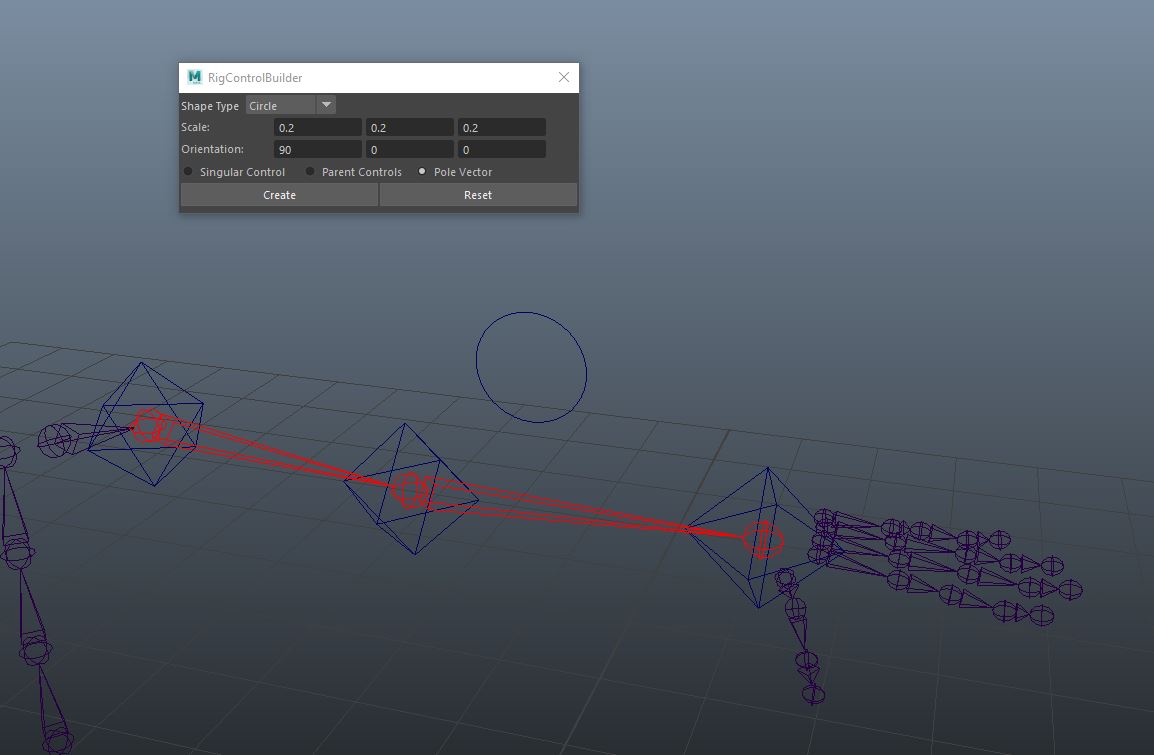 RigControlBuilder
Shape Type Circle
Scale: 0.2 0.2 0.2
Orientation: 90 0 0
Singular Control Parent Controls Pole Vector
Create Reset